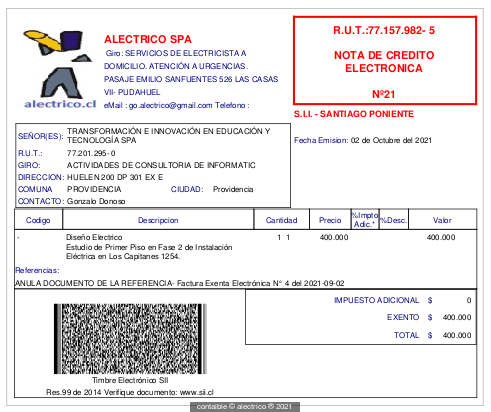 alectrico.cl
ALECTRICO SPA
Giro: SERVICIOS DE ELECTRICISTA A
DOMICILIO. ATENCIÓN A URGENCIAS.
PASAJE EMILIO SANFUENTES 526 LAS CASAS
VII- PUDAHUEL
eMail : go.alectrico@gmail.com Telefono :
R.U.T.:77.157.982- 5
NOTA DE CREDITO
ELECTRONICA
Nº21
S.I.I. - SANTIAGO PONIENTE
Fecha Emision: 02 de Octubre del 2021
SEÑOR(ES): TRANSFORMACIÓN E INNOVACIÓN EN EDUCACIÓN Y
TECNOLOGÍA SPA
R.U.T.: 77.201.295- 0
GIRO: ACTIVIDADES DE CONSULTORIA DE INFORMATIC
DIRECCION: HUELEN 200 DP 301 EX E
COMUNA PROVIDENCIA CIUDAD: Providencia
CONTACTO: Gonzalo Donoso
Codigo Descripcion Cantidad Precio %Impto Adic.* %Desc. Valor
- Diseño Electrico 1 1 400.000 400.000
Estudio de Primer Piso en Fase 2 de Instalación
Eléctrica en Los Capitanes 1254.
Referencias:
ANULA DOCUMENTO DE LA REFERENCIA- Factura Exenta Electrónica N° 4 del 2021-09-02
IMPUESTO ADICIONAL $ 0
EXENTO $ 400.000
TOTAL $ 400.000
Timbre Electrónico SII
Res.99 de 2014 Verifique documento: www.sii.cl
contaible © alectrico ® 2021